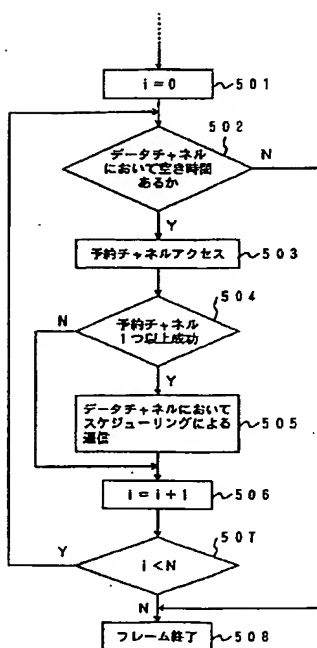 i=0
501
502
データチャネル
において空き時間
あるか
N
Y
予約チャネルアクセス
503
504
N
予約チャネル
1つ以上成功
Y
データチャネルにおいて
スケジューリングによる
通信
505
i=i+1
506
507
Y
i<N
N
フレーム終了
508